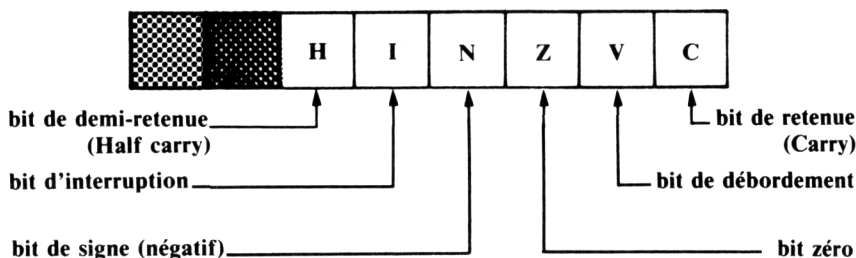 H I N Z V C
bit de demi-retenue
(Half carry)
bit de retenue
(Carry)
bit d'interruption
bit de débordement
bit de signe (négatif)
bit zéro